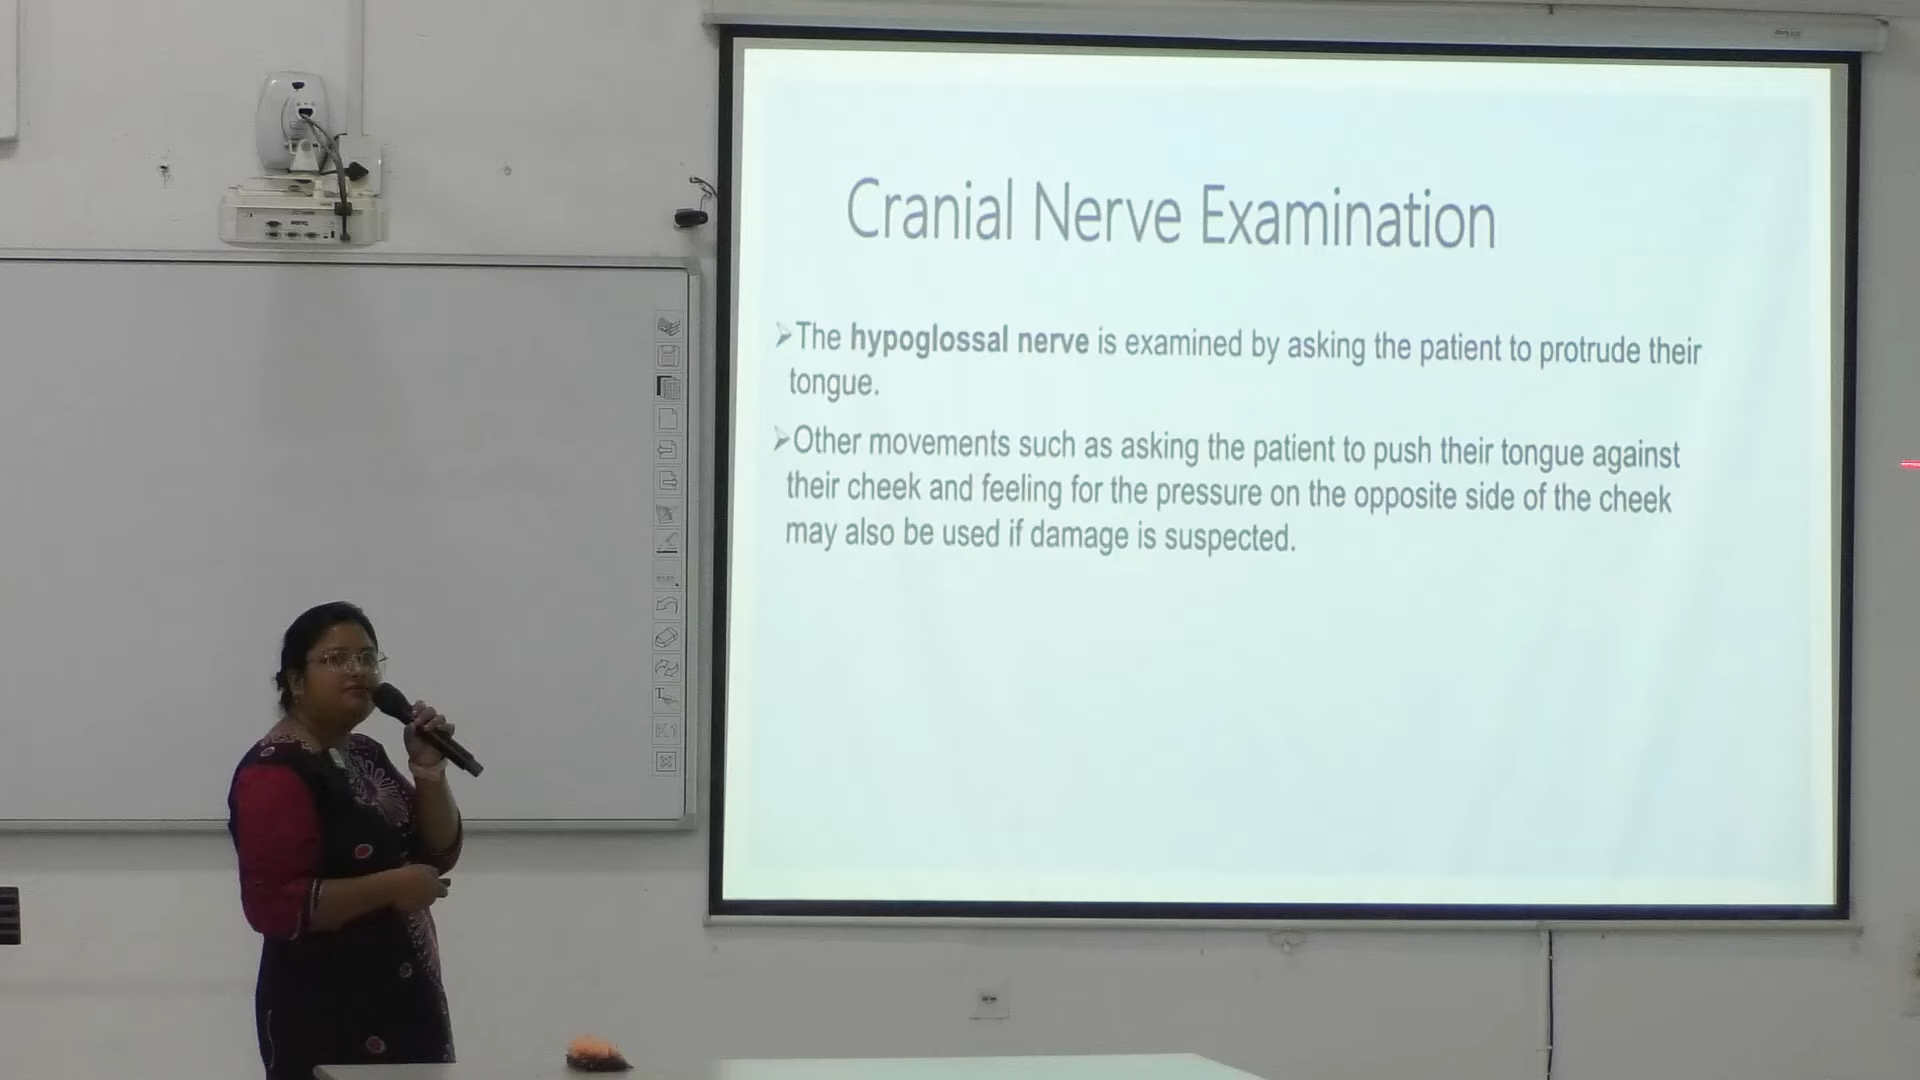 Cranial Nerve Examination
➢The hypoglossal nerve is examined by asking the patient to protrude their
tongue.
➢Other movements such as asking the patient to push their tongue against
their cheek and feeling for the pressure on the opposite side of the cheek
may also be used if damage is suspected.